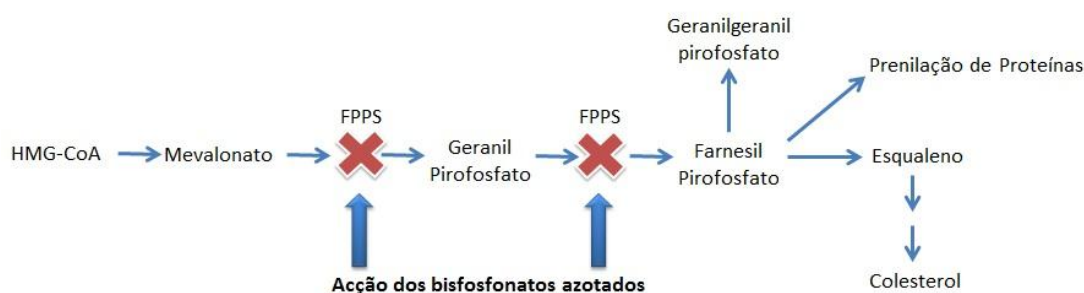 Geranilgeranil
pirofosfato
Prenilação de Proteínas
FPPS
FPPS
HMG-CoA
Mevalonato
Geranil
Pirofosfato
Farnesil
Pirofosfato
Esqualeno
Acção dos bisfosfonatos azotados
Colesterol